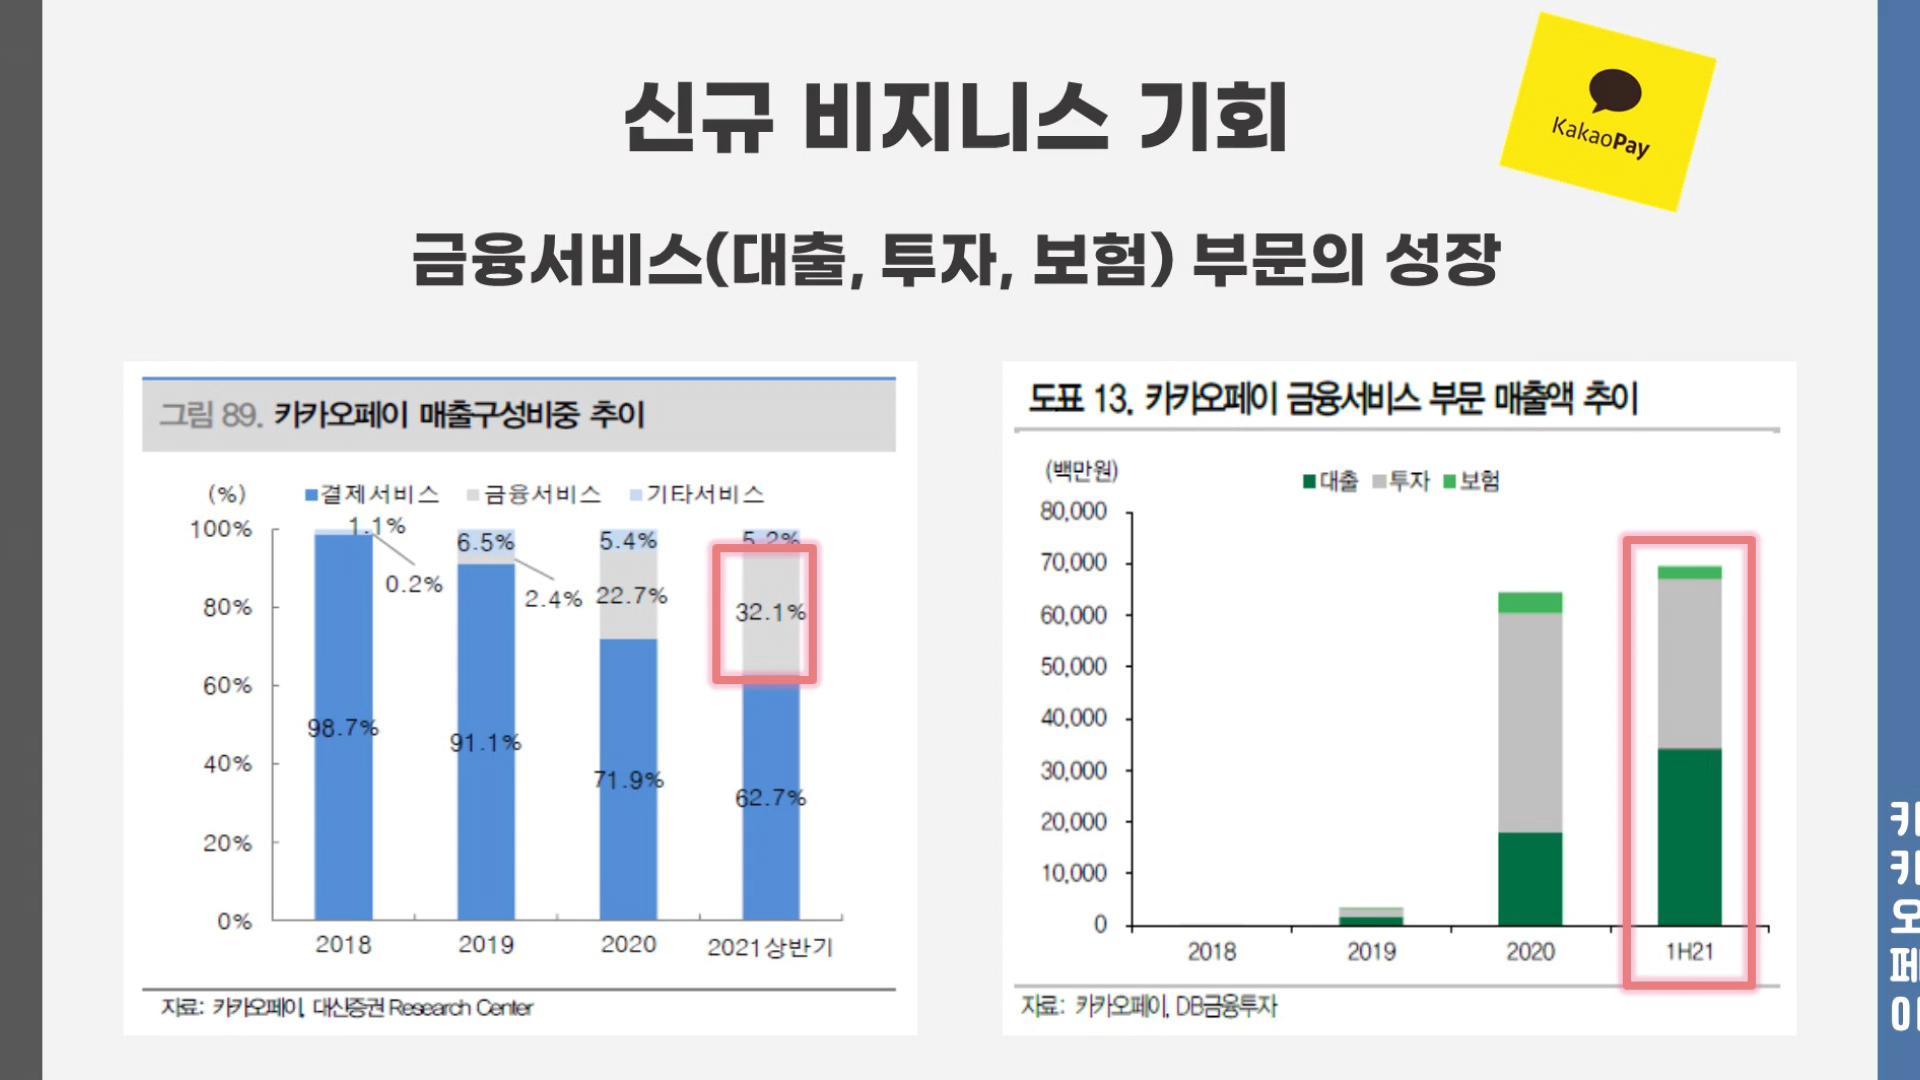 신규 비지니스 기회
KakaoPay
금융서비스(대출, 투자, 보험) 부문의 성장
그림 89. 카카오페이 매출구성비중 추이
(%)
결제서비스 금융서비스 기타서비스
100%
80%
60%
40%
20%
0%
1.1%
0.2%
98.7%
6.5%
2.4%
91.1%
5.4%
22.7%
71.9%
5.2%
32.1%
62.7%
2018 2019 2020 2021상반기
자료: 카카오페이, 대신증권 Research Center
도표 13. 카카오페이 금융서비스 부문 매출액 추이
(백만원)
대출 투자 보험
80,000
70,000
60,000
50,000
40,000
30,000
20,000
10,000
0
2018 2019 2020 1H21
자료: 카카오페이, DB금융투자
카카오페이